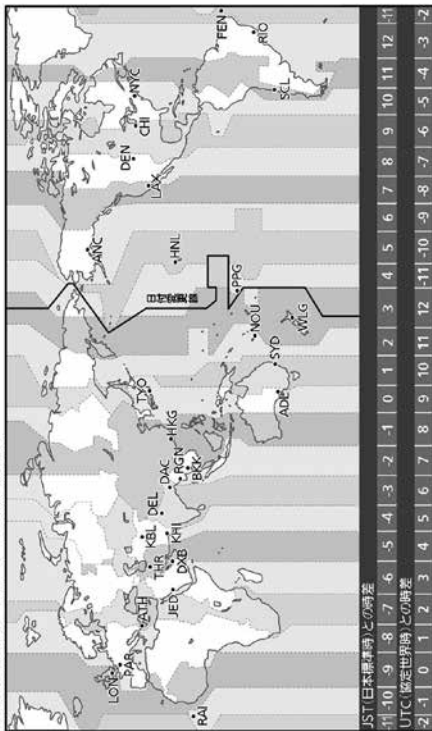 LON
PAR
ATH
RAI
JED
THR
DXB
KBL
KHI
DEL
DAC
RGN
BKK
HKG
TYO
ADL
SYD
NOU
WLG
日付変更線
PPG
HNL
ANC
LAX
DEN
CHI
NYC
SCL
RIO
FEN
JST（日本標準時）との時差
-11 -10 -9 -8 -7 -6 -5 -4 -3 -2 -1 0 1 2 3 4 5 6 7 8 9 10 11 12 -11
UTC（協定世界時）との時差
-2 -1 0 1 2 3 4 5 6 7 8 9 10 11 12 -11 -10 -9 -8 -7 -6 -5 -4 -3 -2